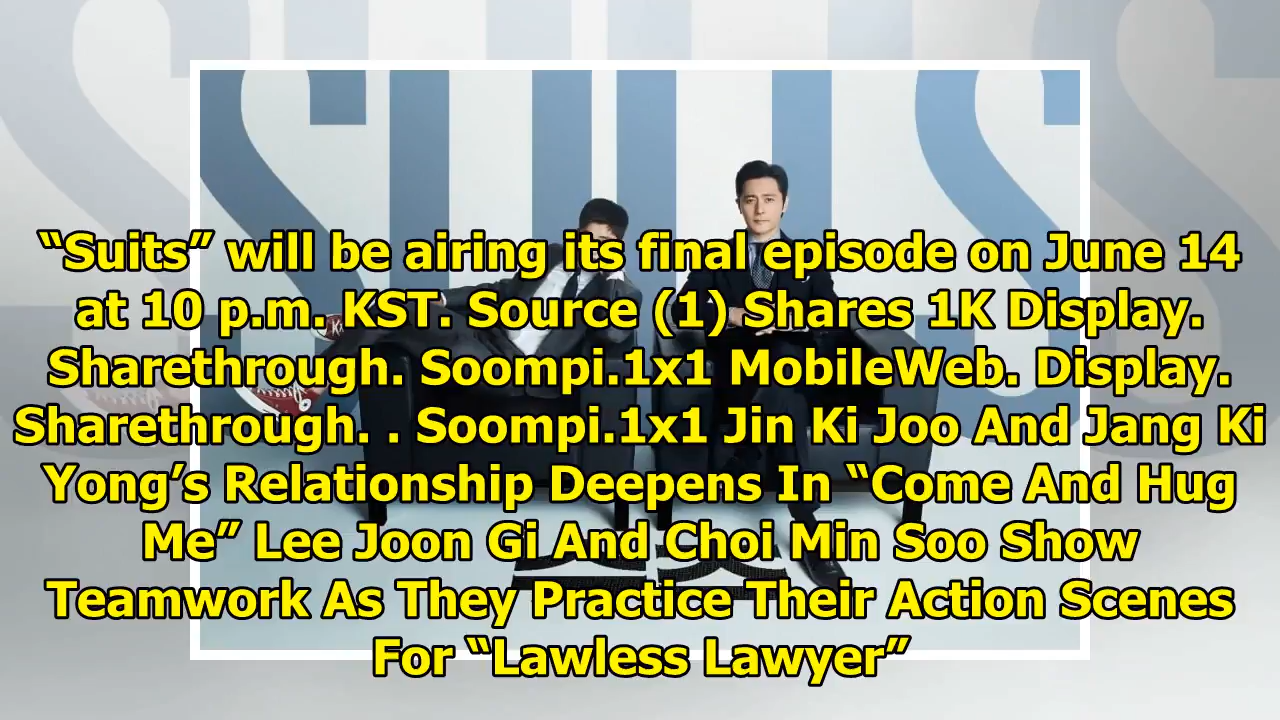 SUITS
“Suits” will be airing its final episode on June 14
at 10 p.m. KST. Source (1) Shares 1K Display.
Sharethrough. Soompi.1x1 MobileWeb. Display.
Sharethrough. . Soompi.1x1 Jin Ki Joo And Jang Ki
Yong’s Relationship Deepens In “Come And Hug
Me” Lee Joon Gi And Choi Min Soo Show
Teamwork As They Practice Their Action Scenes
For “Lawless Lawyer”